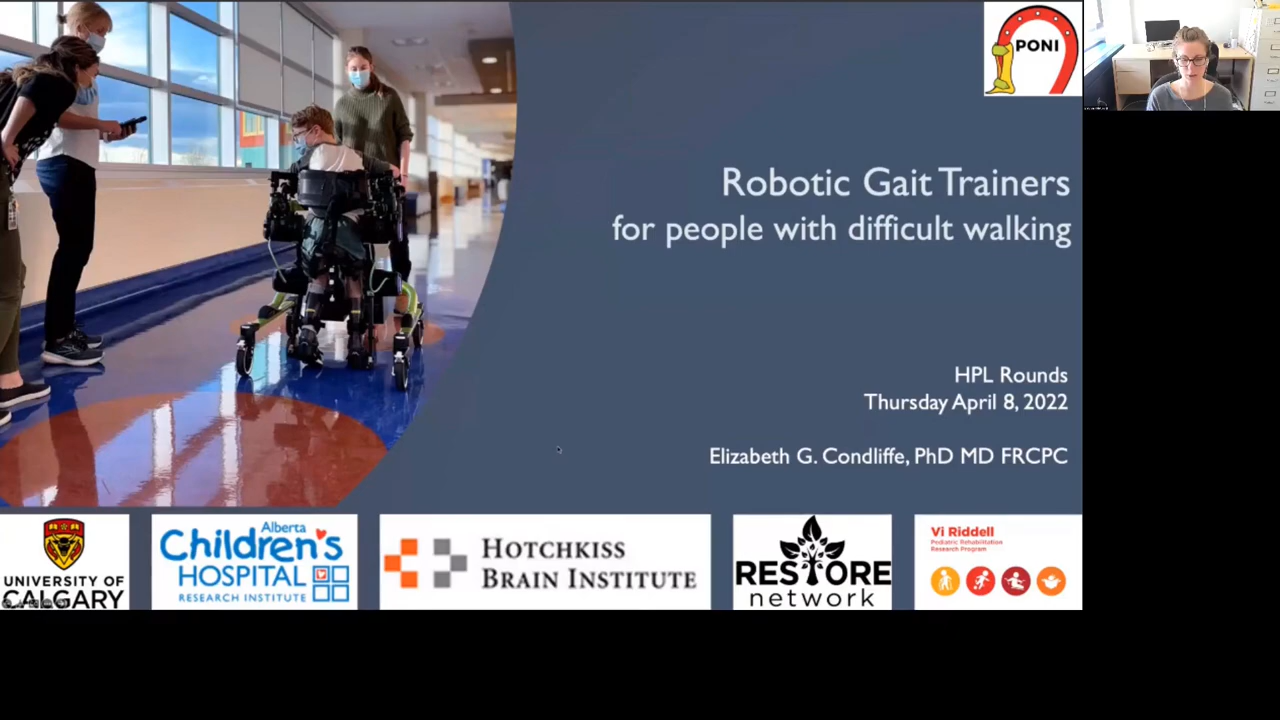 PONI
Robotic Gait Trainers
for people with difficult walking
HPL Rounds
Thursday April 8, 2022
Elizabeth G. Condliffe, PhD MD FRCPC
UNIVERSITY OF
CALGARY
Alberta
Children's
HOSPITAL
RESEARCH INSTITUTE
HOTCHKISS
BRAIN INSTITUTE
RESTORE
network
Vi Riddell
Pediatric Rehabilitation
Research Program